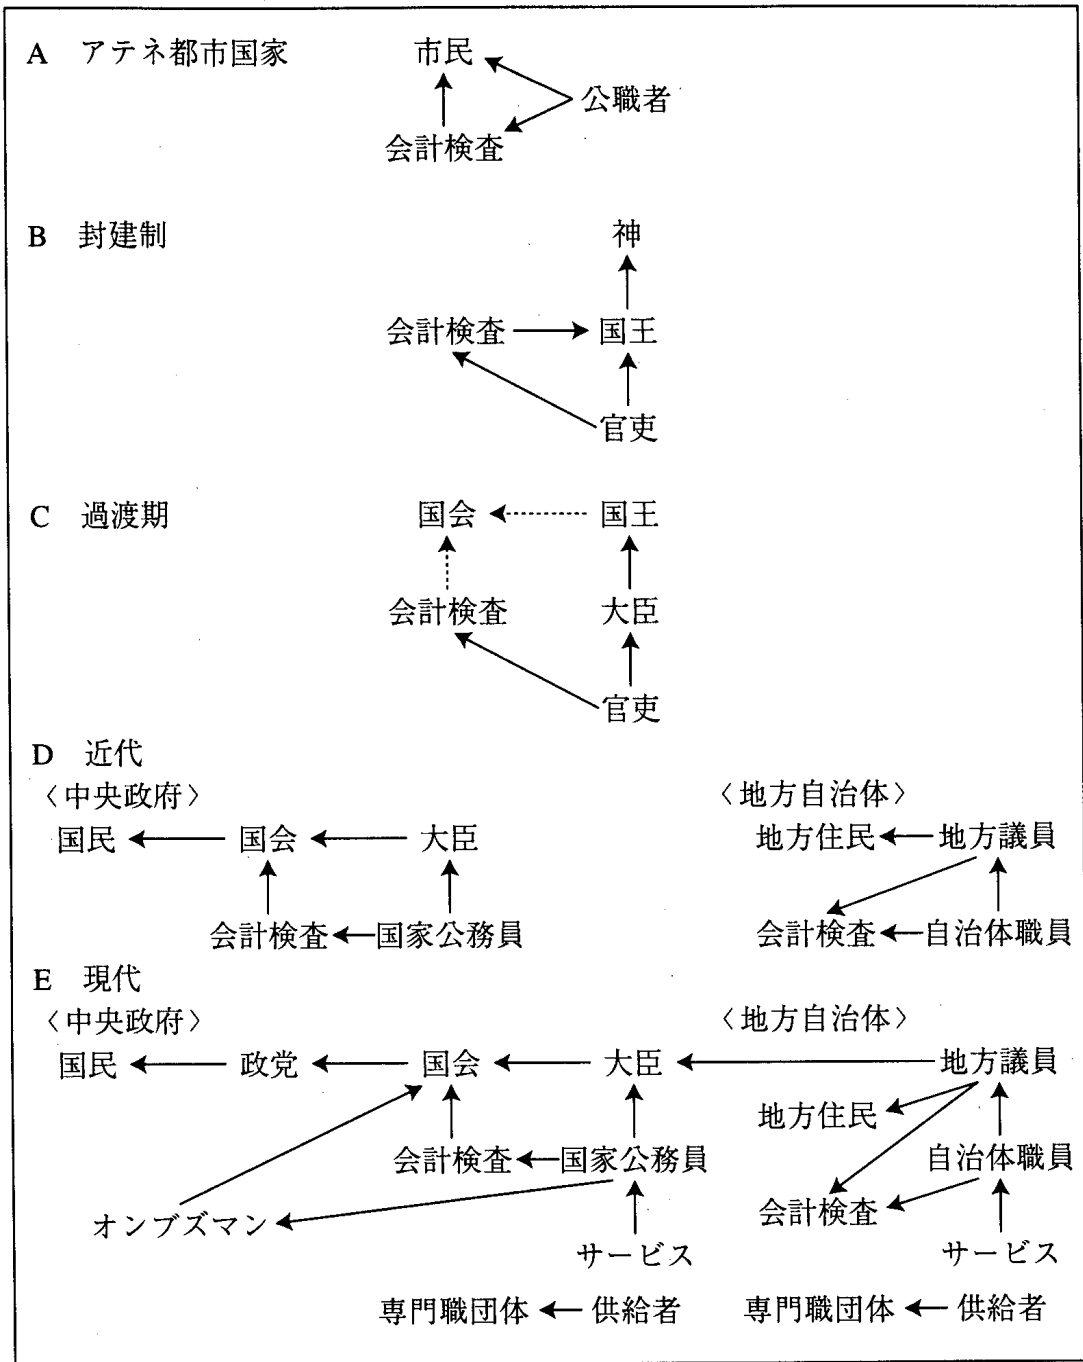 A アテネ都市国家 市民
公職者
会計検査
B 封建制 神
会計検査 国王
官吏
C 過渡期 国会 国王
会計検査 大臣
官吏
D 近代
〈中央政府〉 〈地方自治体〉
国民 国会 大臣 地方住民 地方議員
会計検査 国家公務員 会計検査 自治体職員
E 現代
〈中央政府〉 〈地方自治体〉
国民 政党 国会 大臣 地方議員
地方住民
会計検査 国家公務員 自治体職員
オンブズマン 会計検査
サービス サービス
専門職団体 供給者 専門職団体 供給者